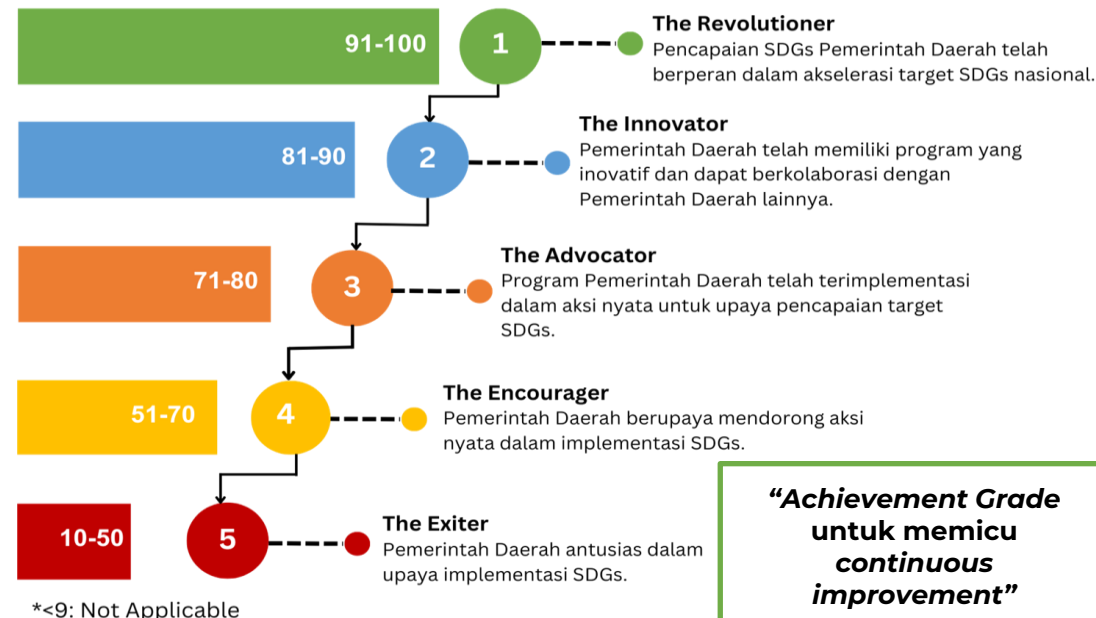 91-100
1
The Revolutioner
Pencapaian SDGs Pemerintah Daerah telah
berperan dalam akselerasi target SDGs nasional.
81-90
2
The Innovator
Pemerintah Daerah telah memiliki program yang
inovatif dan dapat berkolaborasi dengan
Pemerintah Daerah lainnya.
71-80
3
The Advocator
Program Pemerintah Daerah telah terimplementasi
dalam aksi nyata untuk upaya pencapaian target
SDGs.
51-70
4
The Encourager
Pemerintah Daerah berupaya mendorong aksi
nyata dalam implementasi SDGs.
10-50
5
The Exiter
Pemerintah Daerah antusias dalam
upaya implementasi SDGs.
*<9: Not Applicable
“Achievement Grade
untuk memicu
continuous
improvement”